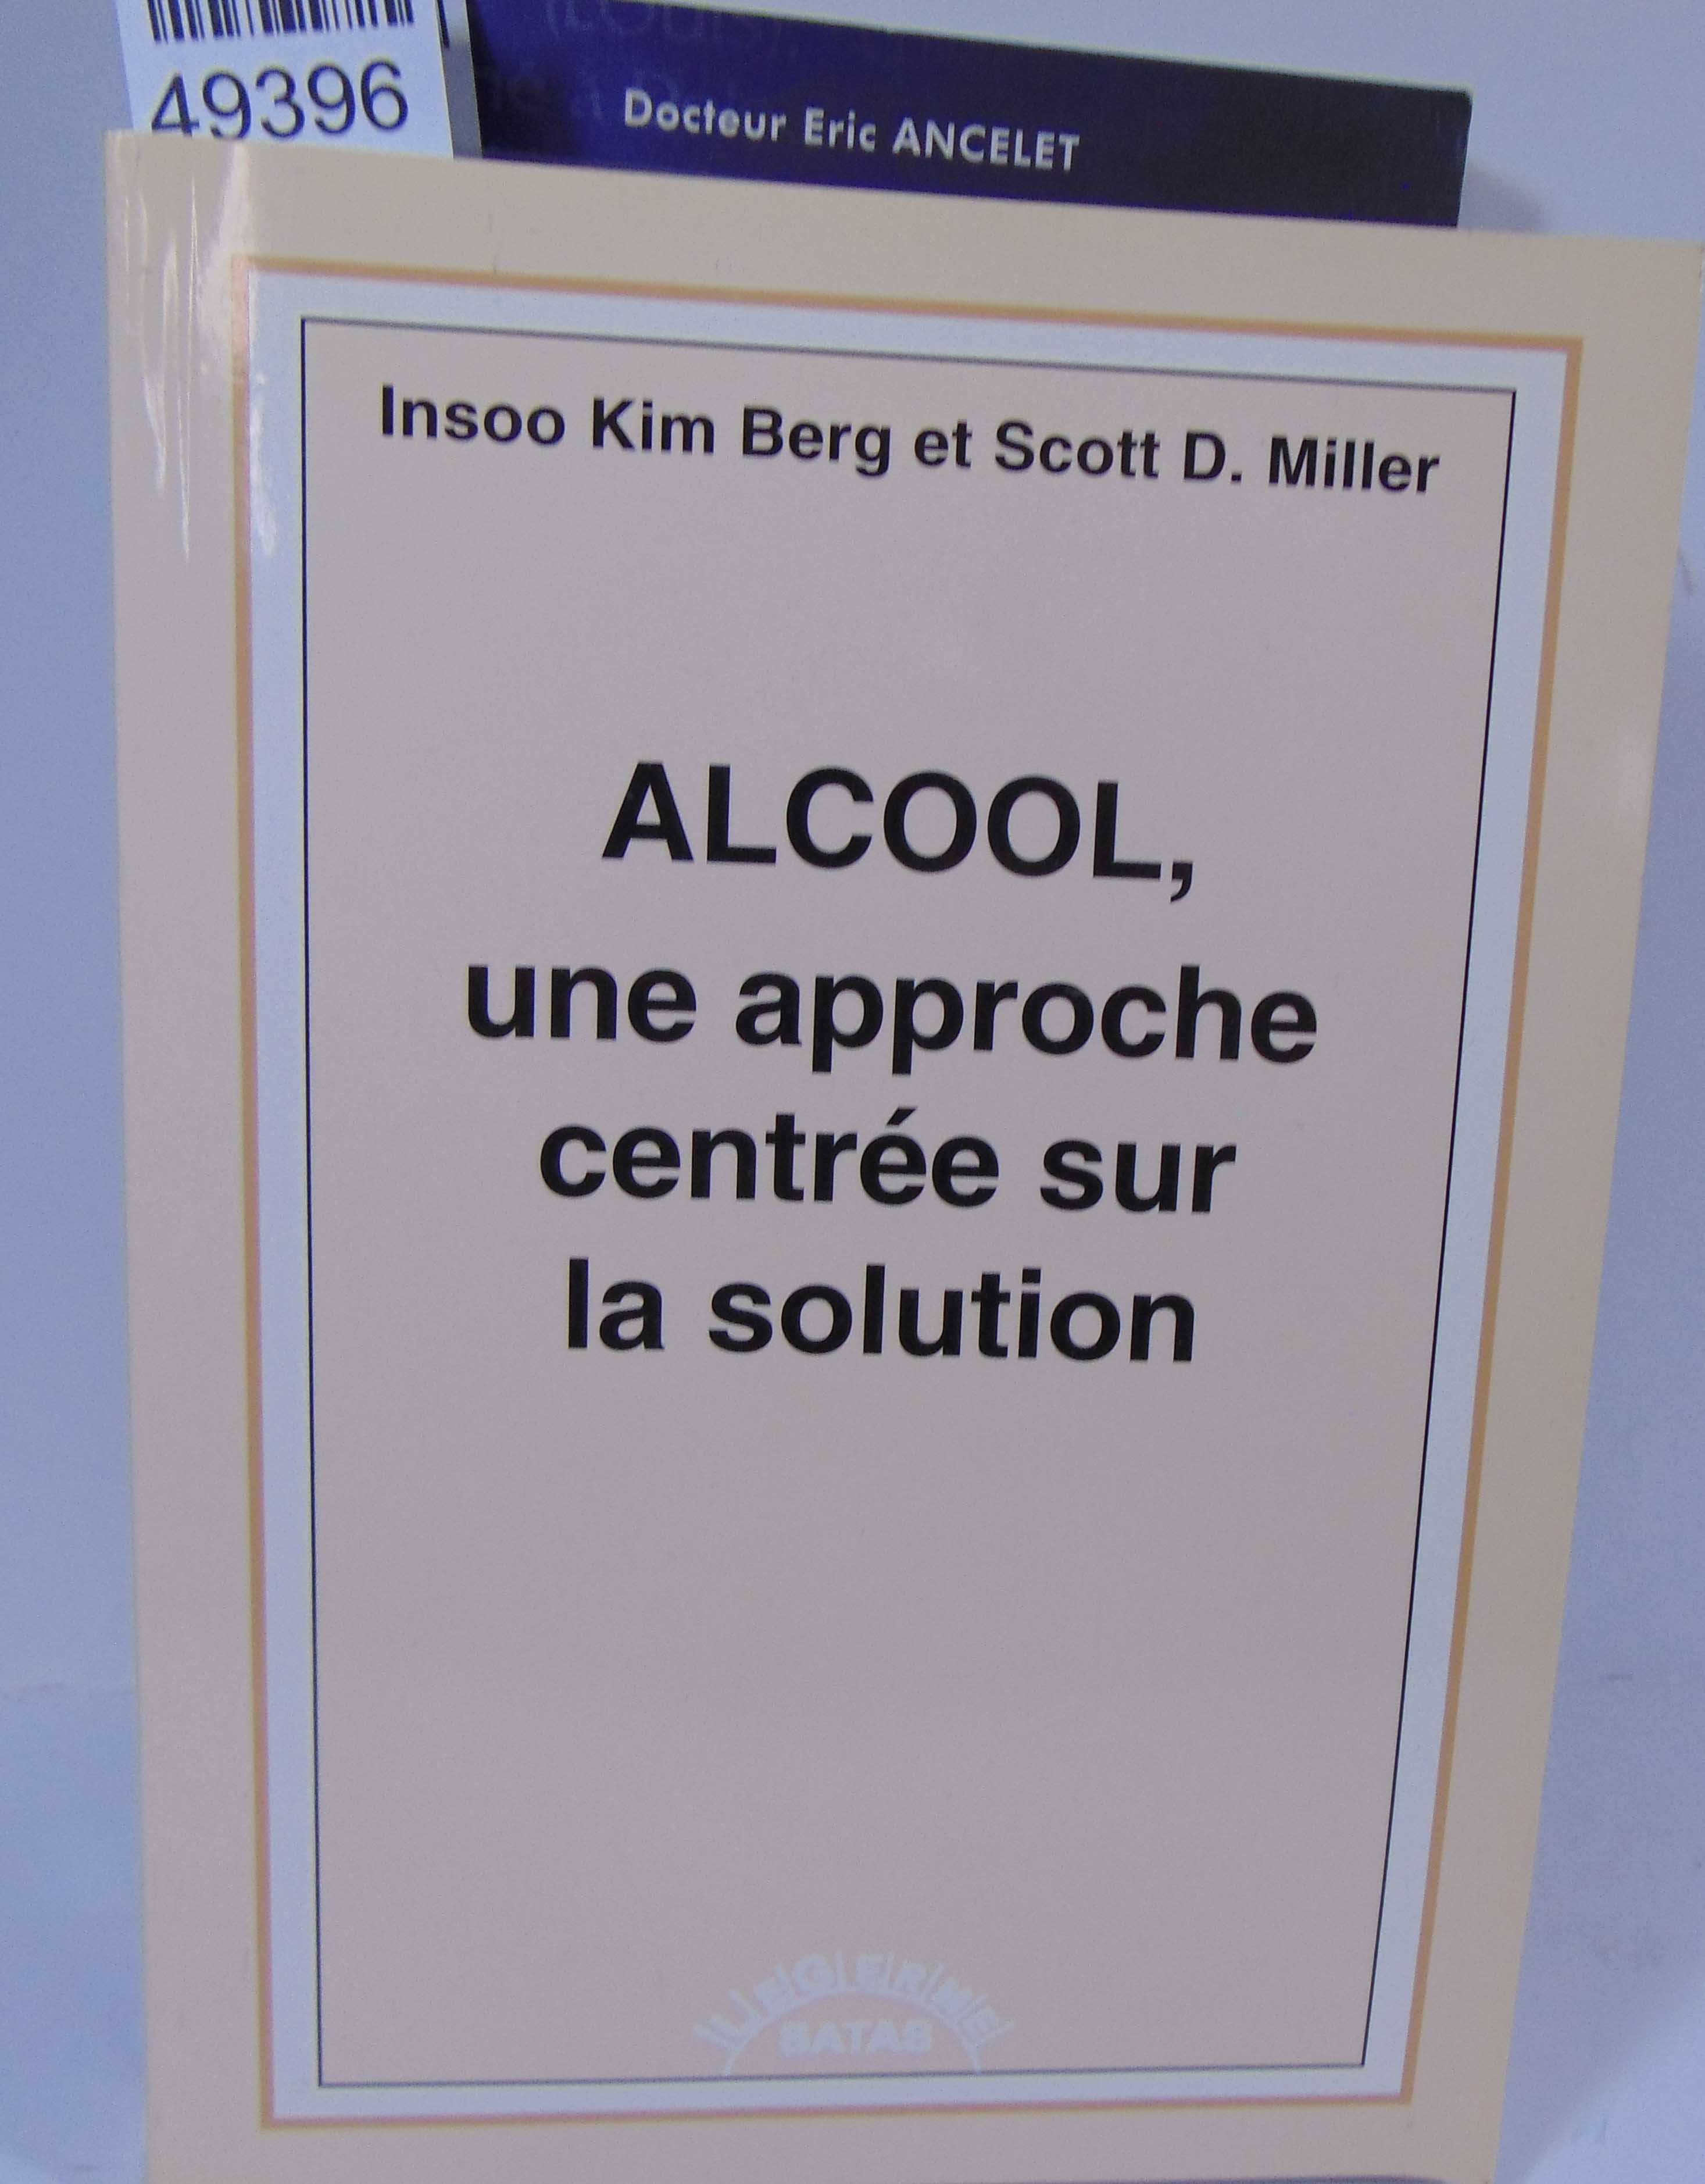 49396
Docteur Eric ANCELET
Insoo Kim Berg et Scott D. Miller
ALCOOL,
une approche
centrée sur
la solution
SATAS